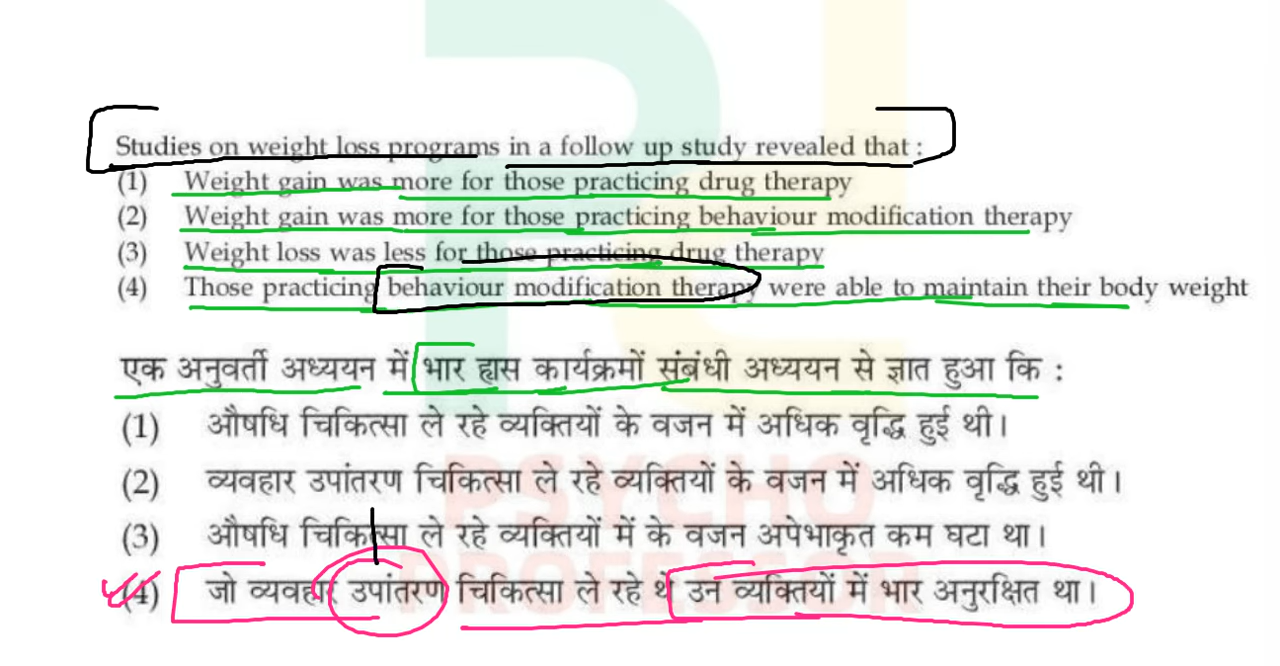 Studies on weight loss programs in a follow up study revealed that :
(1) Weight gain was more for those practicing drug therapy
(2) Weight gain was more for those practicing behaviour modification therapy
(3) Weight loss was less for those practicing drug therapy
(4) Those practicing behaviour modification therapy were able to maintain their body weight
एक अनुवर्ती अध्ययन में भार ह्रास कार्यक्रमों संबंधी अध्ययन से ज्ञात हुआ कि :
(1) औषधि चिकित्सा ले रहे व्यक्तियों के वजन में अधिक वृद्धि हुई थी।
(2) व्यवहार उपांतरण चिकित्सा ले रहे व्यक्तियों के वजन में अधिक वृद्धि हुई थी।
(3) औषधि चिकित्सा ले रहे व्यक्तियों में के वजन अपेभाकृत कम घटा था।
(4) जो व्यवहार उपांतरण चिकित्सा ले रहे थे उन व्यक्तियों में भार अनुरक्षित था।
PSYCHO
PROFESSOR